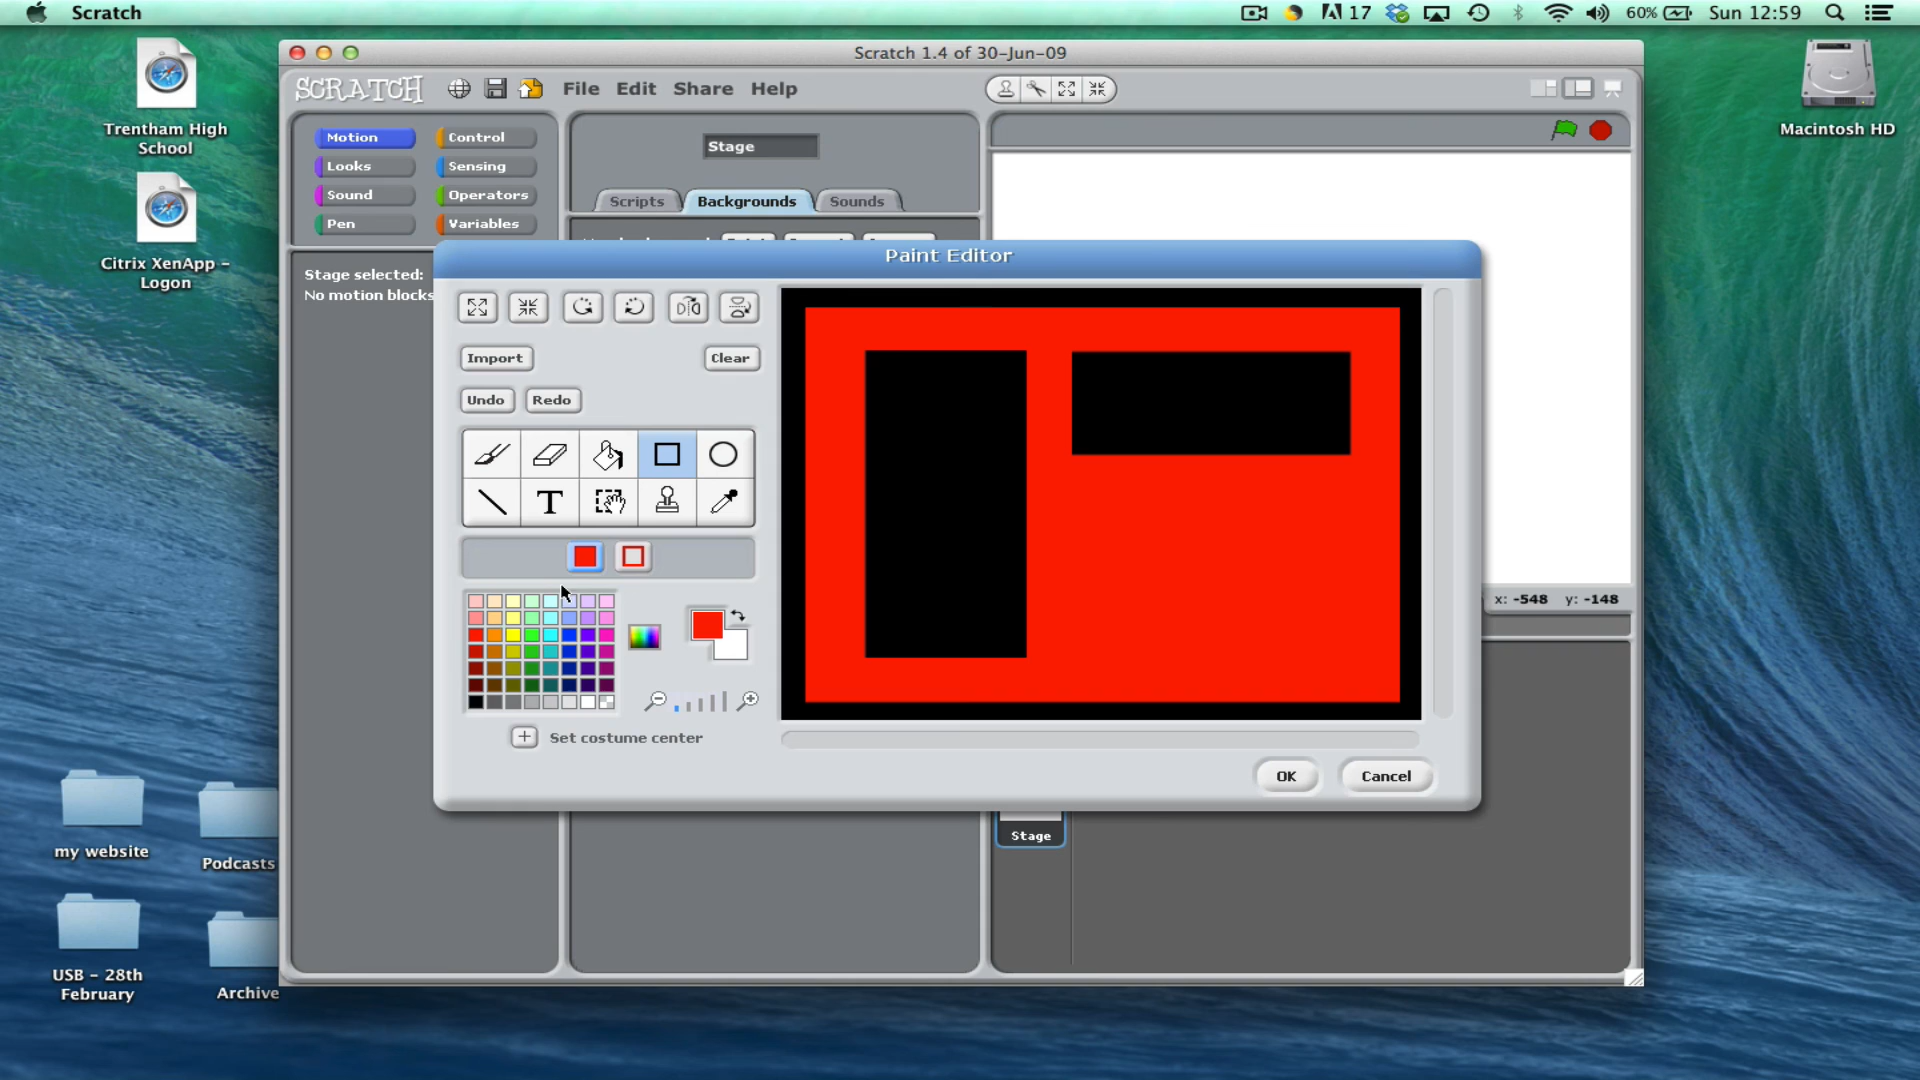 Scratch
17
60%
Sun 12:59
Trentham High
School
Citrix XenApp –
Logon
my website
Podcasts
USB – 28th
February
Archive
Macintosh HD
Scratch 1.4 of 30-Jun-09
SCRATCH
File Edit Share Help
Motion
Control
Looks
Sensing
Sound
Operators
Pen
Variables
Stage selected:
No motion blocks
Stage
Scripts
Backgrounds
Sounds
Paint Editor
Import
Clear
Undo
Redo
T
Set costume center
OK
Cancel
x: -548 y: -148
Stage